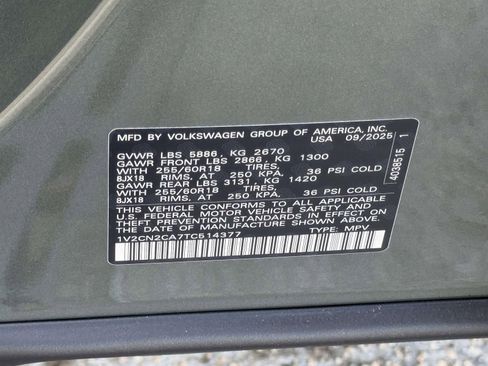 MFD BY VOLKSWAGEN GROUP OF AMERICA, INC.
USA 09/2025
GVWR LBS 5886, KG 2670
GAWR FRONT LBS 2866, KG 1300
WITH 255/60R18 TIRES,
8JX18 RIMS, AT 250 KPA, 36 PSI COLD
GAWR REAR LBS 3131, KG 1420
WITH 255/60R18 TIRES,
8JX18 RIMS, AT 250 KPA, 36 PSI COLD
THIS VEHICLE CONFORMS TO ALL APPLICABLE
U.S. FEDERAL MOTOR VEHICLE SAFETY AND
THEFT PREVENTION STANDARDS IN EFFECT ON
THE DATE OF MANUFACTURE SHOWN ABOVE.
1V2CN2CA7TC514377 TYPE: MPV
4038515 1